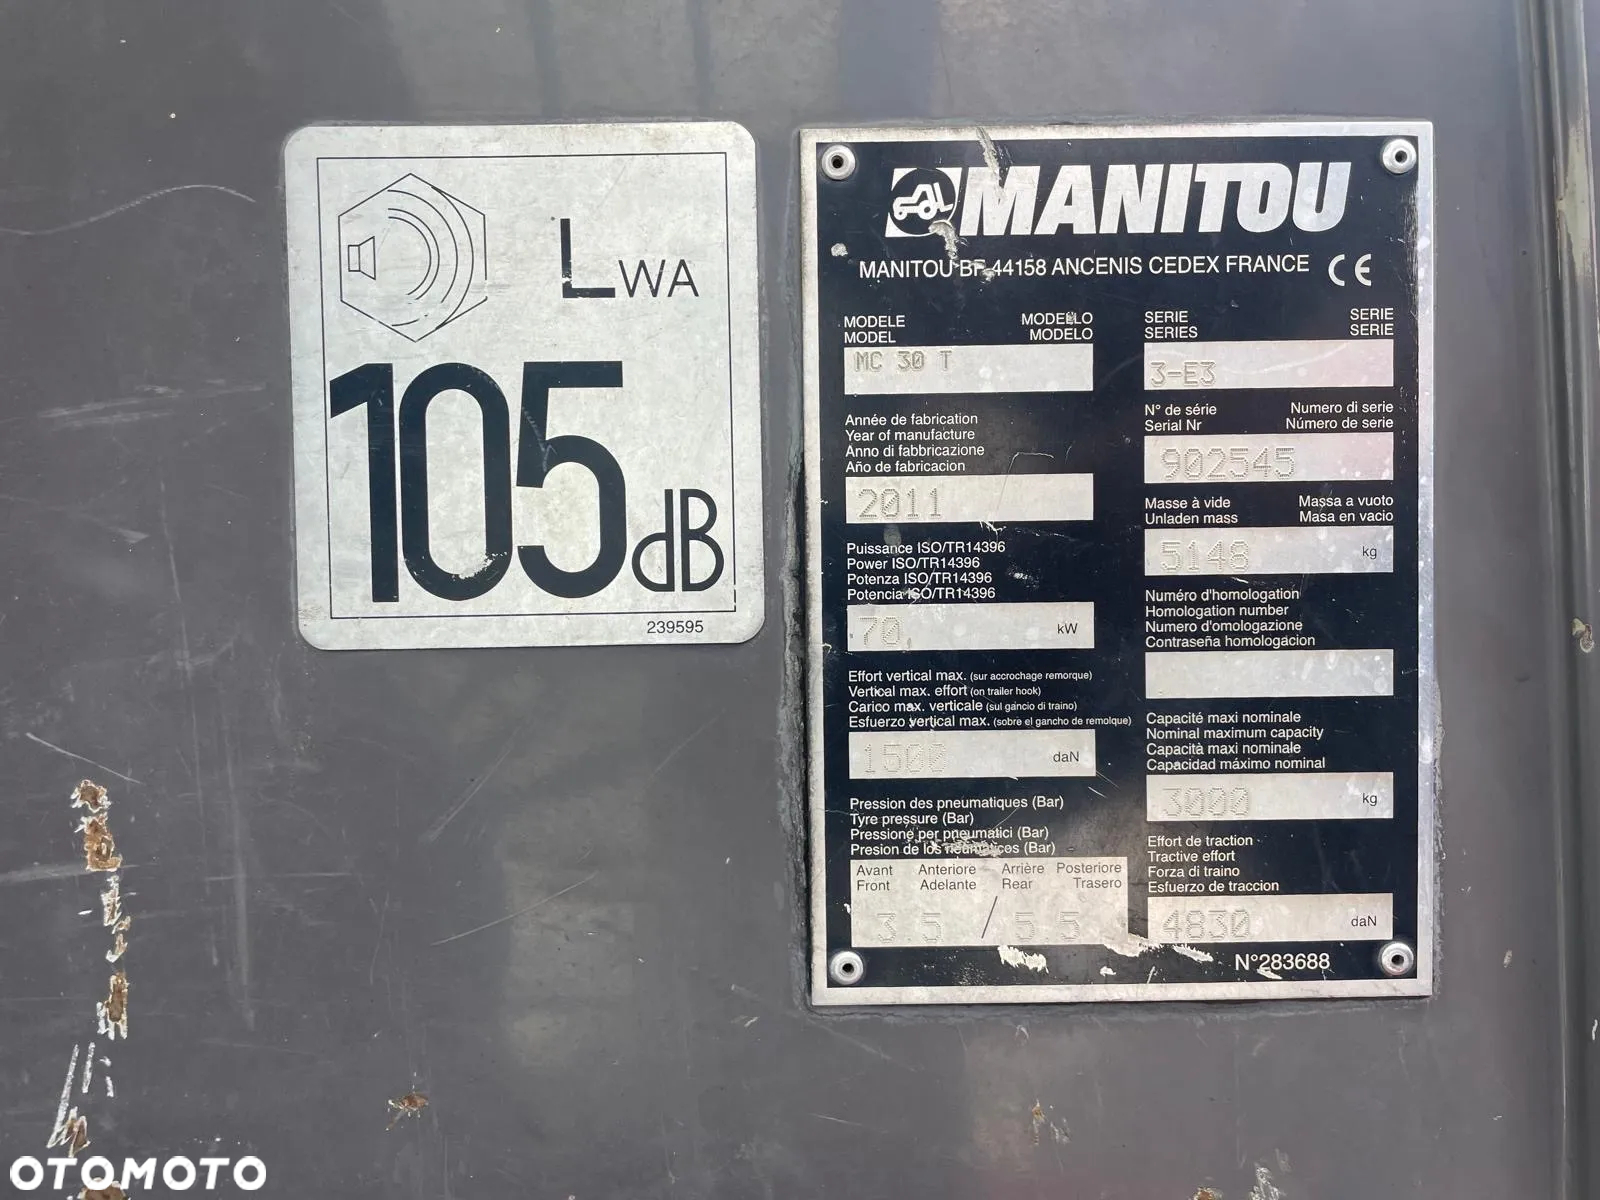 LWA
105 dB
239595
MANITOU
MANITOU BF 44158 ANCENIS CEDEX FRANCE CE
MODELE MODELLO
MODEL MODELO
MC 30 T
Année de fabrication
Year of manufacture
Anno di fabbricazione
Año de fabricacion
2011
Puissance ISO/TR14396
Power ISO/TR14396
Potenza ISO/TR14396
Potencia ISO/TR14396
70. kW
Effort vertical max. (sur accrochage remorque)
Vertical max. effort (on trailer hook)
Carico max. verticale (sul gancio di traino)
Esfuerzo vertical max. (sobre el gancho de remolque)
1500 daN
Pression des pneumatiques (Bar)
Tyre pressure (Bar)
Pressione per pneumatici (Bar)
Presion de los neumaticos (Bar)
Avant Anteriore Arrière Posteriore
Front Adelante Rear Trasero
3.5 / 5.5
SERIE SERIE
SERIES SERIE
3-E3
N° de série Numero di serie
Serial Nr Número de serie
902545
Masse à vide Massa a vuoto
Unladen mass Masa en vacio
5148 kg
Numéro d'homologation
Homologation number
Numero d'omologazione
Contraseña homologacion
Capacité maxi nominale
Nominal maximum capacity
Capacità maxi nominale
Capacidad máximo nominal
3000 kg
Effort de traction
Tractive effort
Forza di traino
Esfuerzo de traccion
4830 daN
N°283688
OTOMOTO